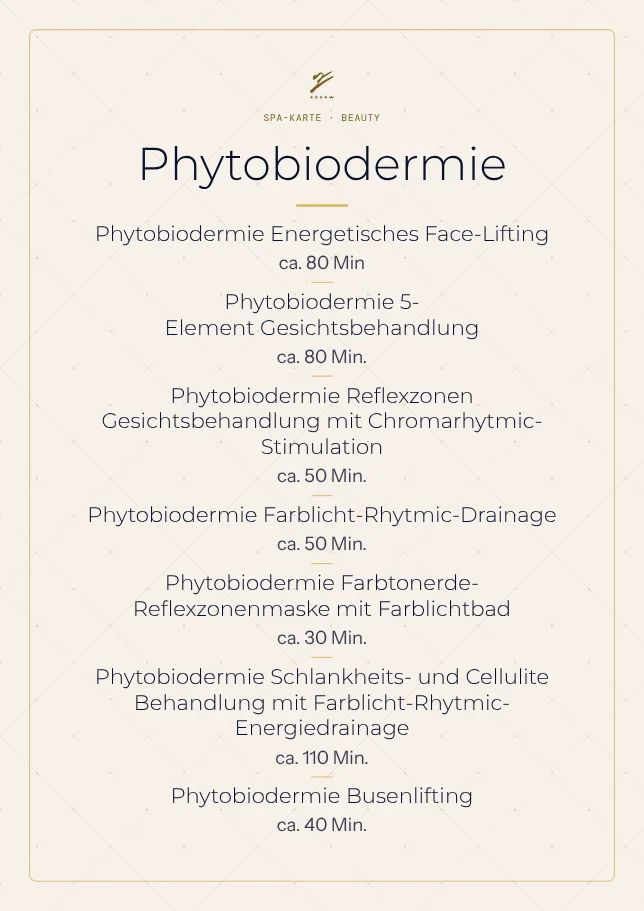 SPA-KARTE · BEAUTY
Phytobiodermie
Phytobiodermie Energetisches Face-Lifting
ca. 80 Min
Phytobiodermie 5-
Element Gesichtsbehandlung
ca. 80 Min.
Phytobiodermie Reflexzonen
Gesichtsbehandlung mit Chromarhytmic-
Stimulation
ca. 50 Min.
Phytobiodermie Farblicht-Rhytmic-Drainage
ca. 50 Min.
Phytobiodermie Farbtonerde-
Reflexzonenmaske mit Farblichtbad
ca. 30 Min.
Phytobiodermie Schlankheits- und Cellulite
Behandlung mit Farblicht-Rhytmic-
Energiedrainage
ca. 110 Min.
Phytobiodermie Busenlifting
ca. 40 Min.